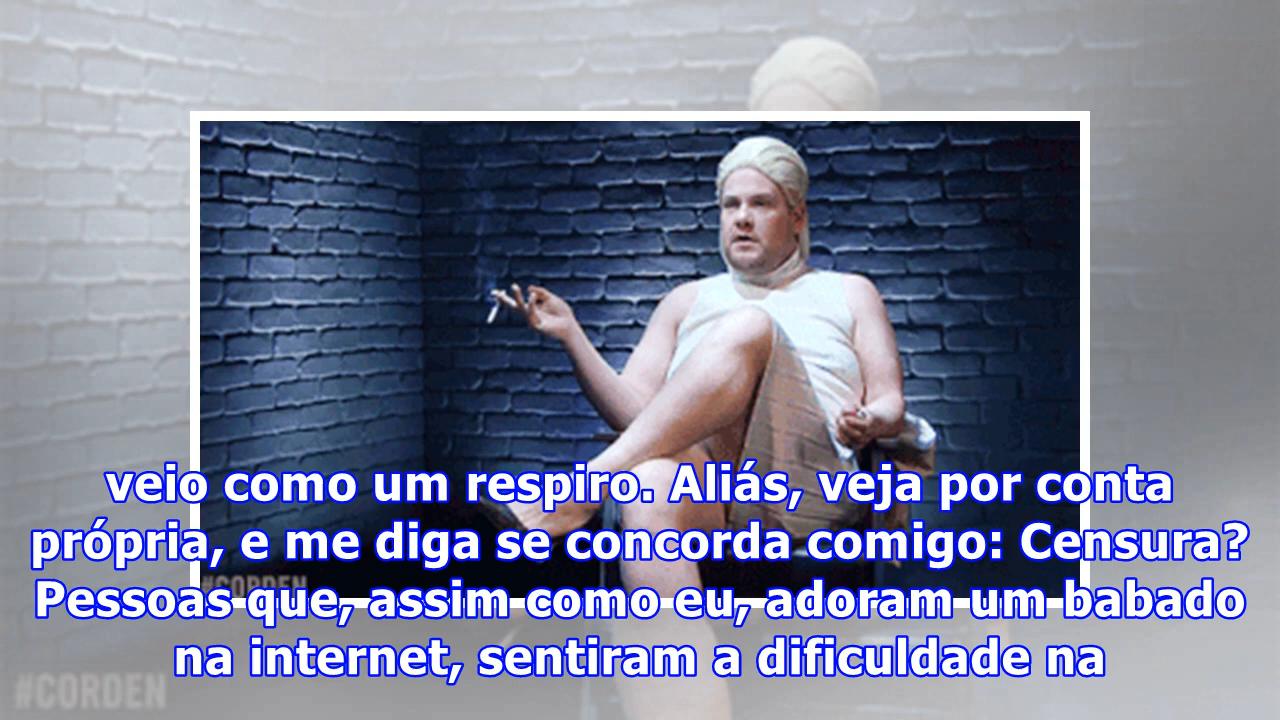 veio como um respiro. Aliás, veja por conta
própria, e me diga se concorda comigo: Censura?
#CORDEN
Pessoas que, assim como eu, adoram um babado
na internet, sentiram a dificuldade na
#CORDEN